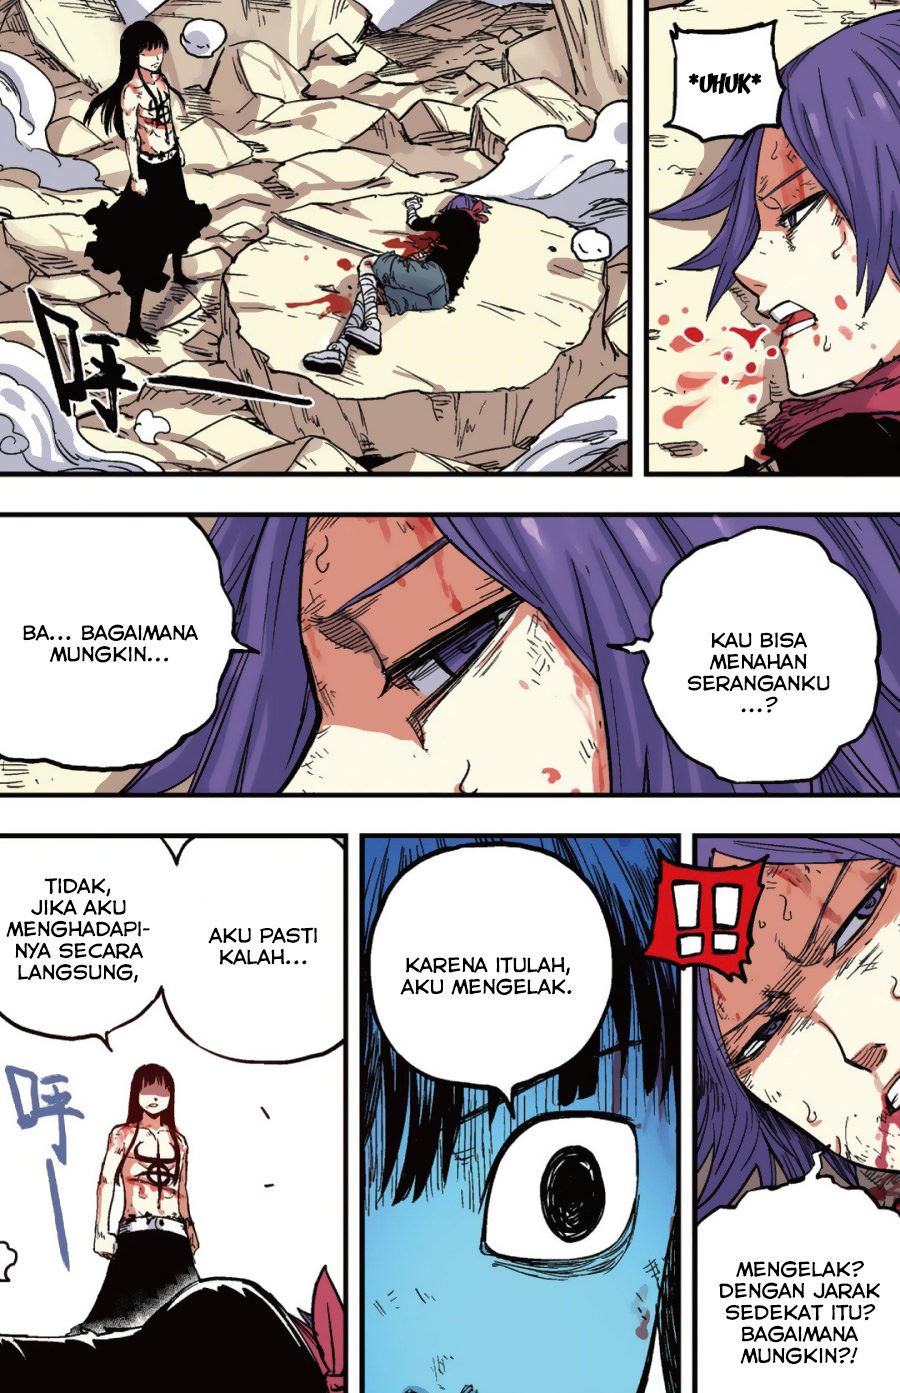 *UHUK*
呼
BA... BAGAIMANA
MUNGKIN...
KAU BISA
MENAHAN
SERANGANKU
...?
TIDAK,
JIKA AKU
MENGHADAPI-
NYA SECARA
LANGSUNG,
AKU PASTI
KALAH...
呼
KARENA ITULAH,
AKU MENGELAK.
!!
MENGELAK?
DENGAN JARAK
SEDEKAT ITU?
BAGAIMANA
MUNGKIN?!